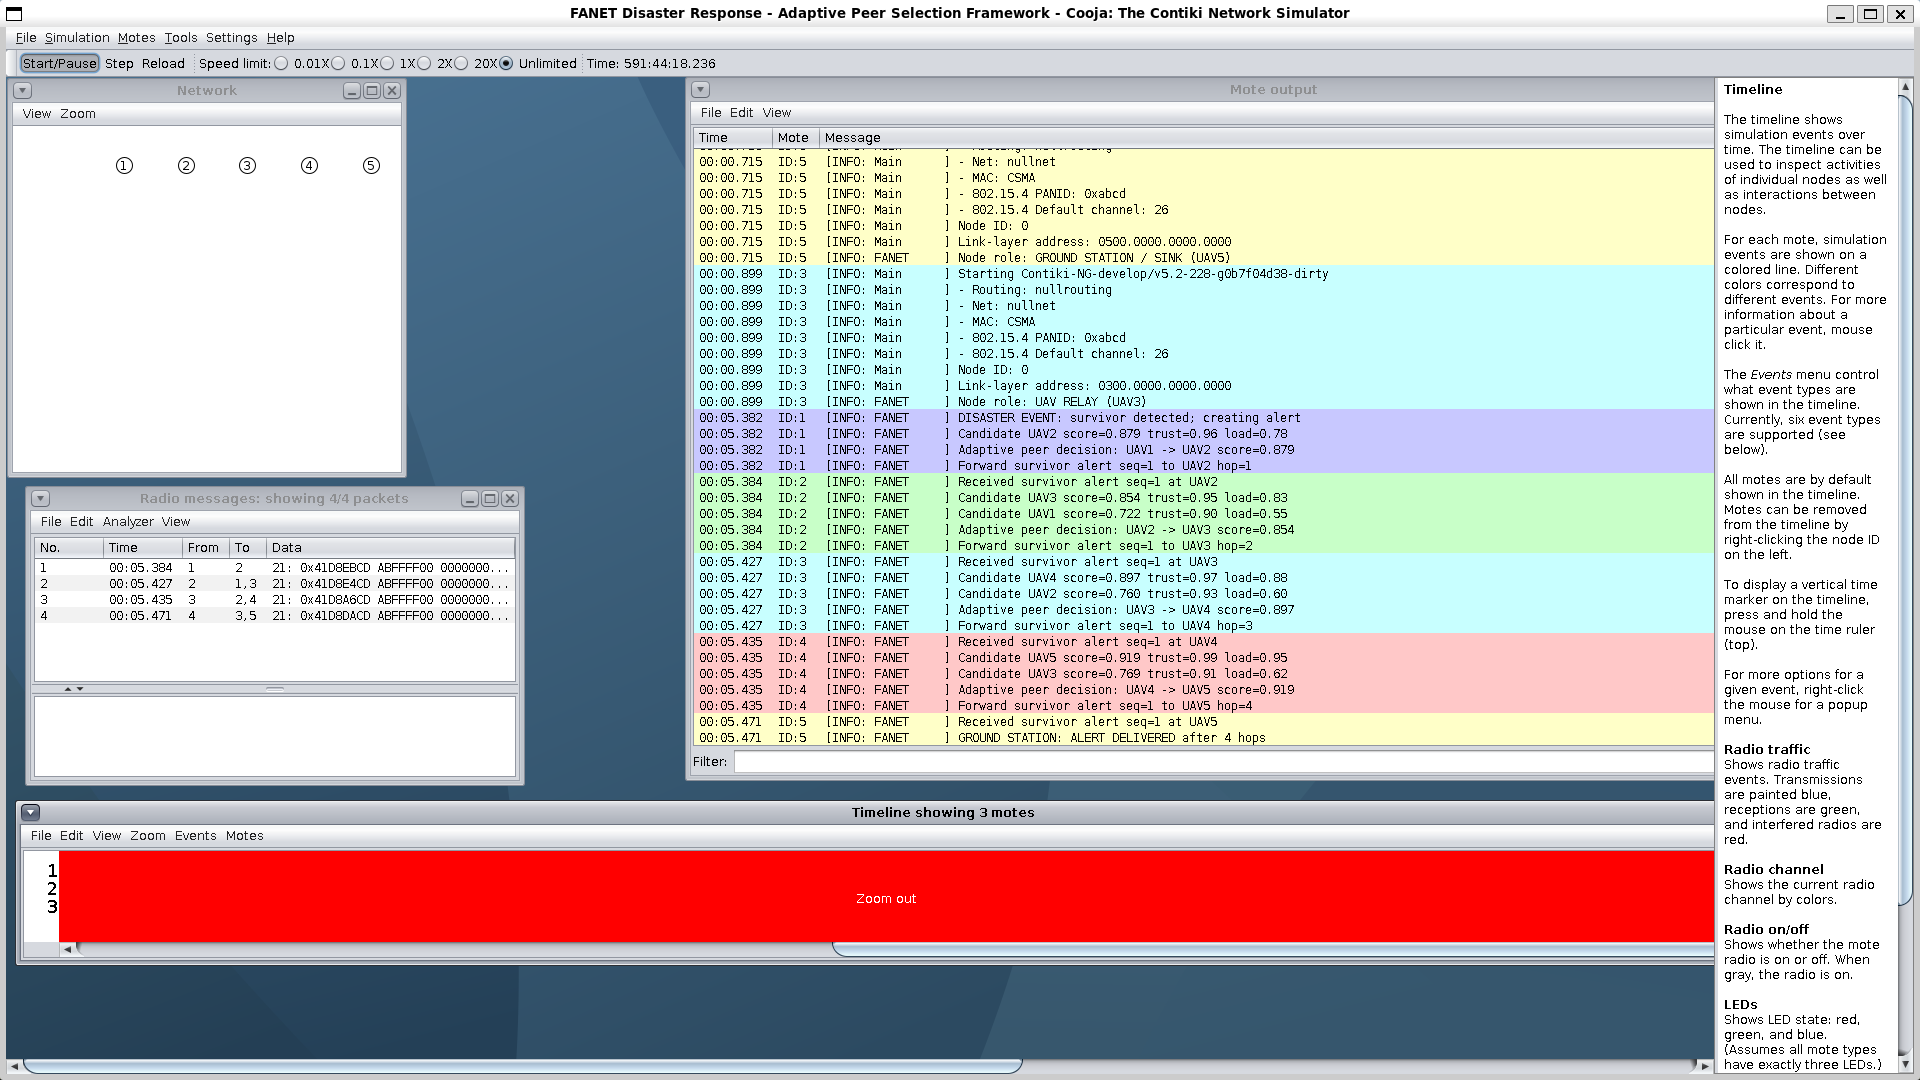 FANET Disaster Response - Adaptive Peer Selection Framework - Cooja: The Contiki Network Simulator
File Simulation Motes Tools Settings Help
Start/Pause Step Reload Speed limit: 0.01X 0.1X 1X 2X 20X Unlimited Time: 591:44:18.236
Network
View Zoom
1 2 3 4 5
Radio messages: showing 4/4 packets
File Edit Analyzer View
No. Time From To Data
1 00:05.384 1 2 21: 0x41D8EBCD ABFFFF00 0000000...
2 00:05.427 2 1,3 21: 0x41D8E4CD ABFFFF00 0000000...
3 00:05.435 3 2,4 21: 0x41D8A6CD ABFFFF00 0000000...
4 00:05.471 4 3,5 21: 0x41D8DACD ABFFFF00 0000000...
Mote output
File Edit View
Time Mote Message
00:00.715 ID:5 [INFO: Main ] - Net: nullnet
00:00.715 ID:5 [INFO: Main ] - MAC: CSMA
00:00.715 ID:5 [INFO: Main ] - 802.15.4 PANID: 0xabcd
00:00.715 ID:5 [INFO: Main ] - 802.15.4 Default channel: 26
00:00.715 ID:5 [INFO: Main ] Node ID: 0
00:00.715 ID:5 [INFO: Main ] Link-layer address: 0500.0000.0000.0000
00:00.715 ID:5 [INFO: FANET ] Node role: GROUND STATION / SINK (UAV5)
00:00.899 ID:3 [INFO: Main ] Starting Contiki-NG-develop/v5.2-228-g0b7f04d38-dirty
00:00.899 ID:3 [INFO: Main ] - Routing: nullrouting
00:00.899 ID:3 [INFO: Main ] - Net: nullnet
00:00.899 ID:3 [INFO: Main ] - MAC: CSMA
00:00.899 ID:3 [INFO: Main ] - 802.15.4 PANID: 0xabcd
00:00.899 ID:3 [INFO: Main ] - 802.15.4 Default channel: 26
00:00.899 ID:3 [INFO: Main ] Node ID: 0
00:00.899 ID:3 [INFO: Main ] Link-layer address: 0300.0000.0000.0000
00:00.899 ID:3 [INFO: FANET ] Node role: UAV RELAY (UAV3)
00:05.382 ID:1 [INFO: FANET ] DISASTER EVENT: survivor detected; creating alert
00:05.382 ID:1 [INFO: FANET ] Candidate UAV2 score=0.879 trust=0.96 load=0.78
00:05.382 ID:1 [INFO: FANET ] Adaptive peer decision: UAV1 -> UAV2 score=0.879
00:05.382 ID:1 [INFO: FANET ] Forward survivor alert seq=1 to UAV2 hop=1
00:05.384 ID:2 [INFO: FANET ] Received survivor alert seq=1 at UAV2
00:05.384 ID:2 [INFO: FANET ] Candidate UAV3 score=0.854 trust=0.95 load=0.83
00:05.384 ID:2 [INFO: FANET ] Candidate UAV1 score=0.722 trust=0.90 load=0.55
00:05.384 ID:2 [INFO: FANET ] Adaptive peer decision: UAV2 -> UAV3 score=0.854
00:05.384 ID:2 [INFO: FANET ] Forward survivor alert seq=1 to UAV3 hop=2
00:05.427 ID:3 [INFO: FANET ] Received survivor alert seq=1 at UAV3
00:05.427 ID:3 [INFO: FANET ] Candidate UAV4 score=0.897 trust=0.97 load=0.88
00:05.427 ID:3 [INFO: FANET ] Candidate UAV2 score=0.760 trust=0.93 load=0.60
00:05.427 ID:3 [INFO: FANET ] Adaptive peer decision: UAV3 -> UAV4 score=0.897
00:05.427 ID:3 [INFO: FANET ] Forward survivor alert seq=1 to UAV4 hop=3
00:05.435 ID:4 [INFO: FANET ] Received survivor alert seq=1 at UAV4
00:05.435 ID:4 [INFO: FANET ] Candidate UAV5 score=0.919 trust=0.99 load=0.95
00:05.435 ID:4 [INFO: FANET ] Candidate UAV3 score=0.769 trust=0.91 load=0.62
00:05.435 ID:4 [INFO: FANET ] Adaptive peer decision: UAV4 -> UAV5 score=0.919
00:05.435 ID:4 [INFO: FANET ] Forward survivor alert seq=1 to UAV5 hop=4
00:05.471 ID:5 [INFO: FANET ] Received survivor alert seq=1 at UAV5
00:05.471 ID:5 [INFO: FANET ] GROUND STATION: ALERT DELIVERED after 4 hops
Filter:
Timeline showing 3 motes
File Edit View Zoom Events Motes
1
2
3
Zoom out
Timeline
The timeline shows
simulation events over
time. The timeline can be
used to inspect activities
of individual nodes as well
as interactions between
nodes.
For each mote, simulation
events are shown on a
colored line. Different
colors correspond to
different events. For more
information about a
particular event, mouse
click it.
The Events menu control
what event types are
shown in the timeline.
Currently, six event types
are supported (see
below).
All motes are by default
shown in the timeline.
Motes can be removed
from the timeline by
right-clicking the node ID
on the left.
To display a vertical time
marker on the timeline,
press and hold the
mouse on the time ruler
(top).
For more options for a
given event, right-click
the mouse for a popup
menu.
Radio traffic
Shows radio traffic
events. Transmissions
are painted blue,
receptions are green,
and interfered radios are
red.
Radio channel
Shows the current radio
channel by colors.
Radio on/off
Shows whether the mote
radio is on or off. When
gray, the radio is on.
LEDs
Shows LED state: red,
green, and blue.
(Assumes all mote types
have exactly three LEDs.)